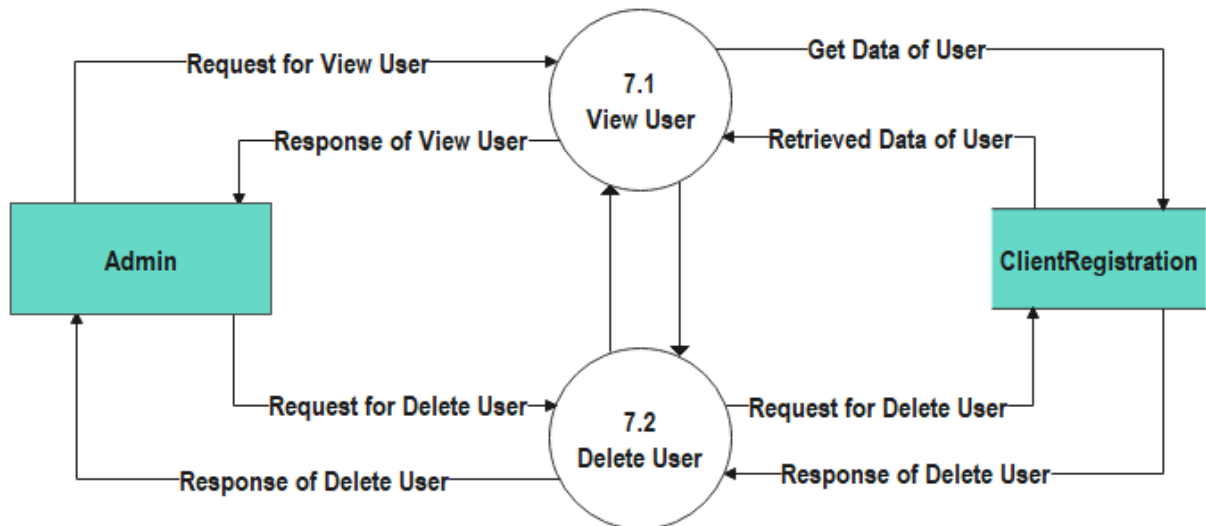 Request for View User
7.1
View User
Get Data of User
Response of View User
Retrieved Data of User
Admin
ClientRegistration
Request for Delete User
7.2
Delete User
Request for Delete User
Response of Delete User
Response of Delete User